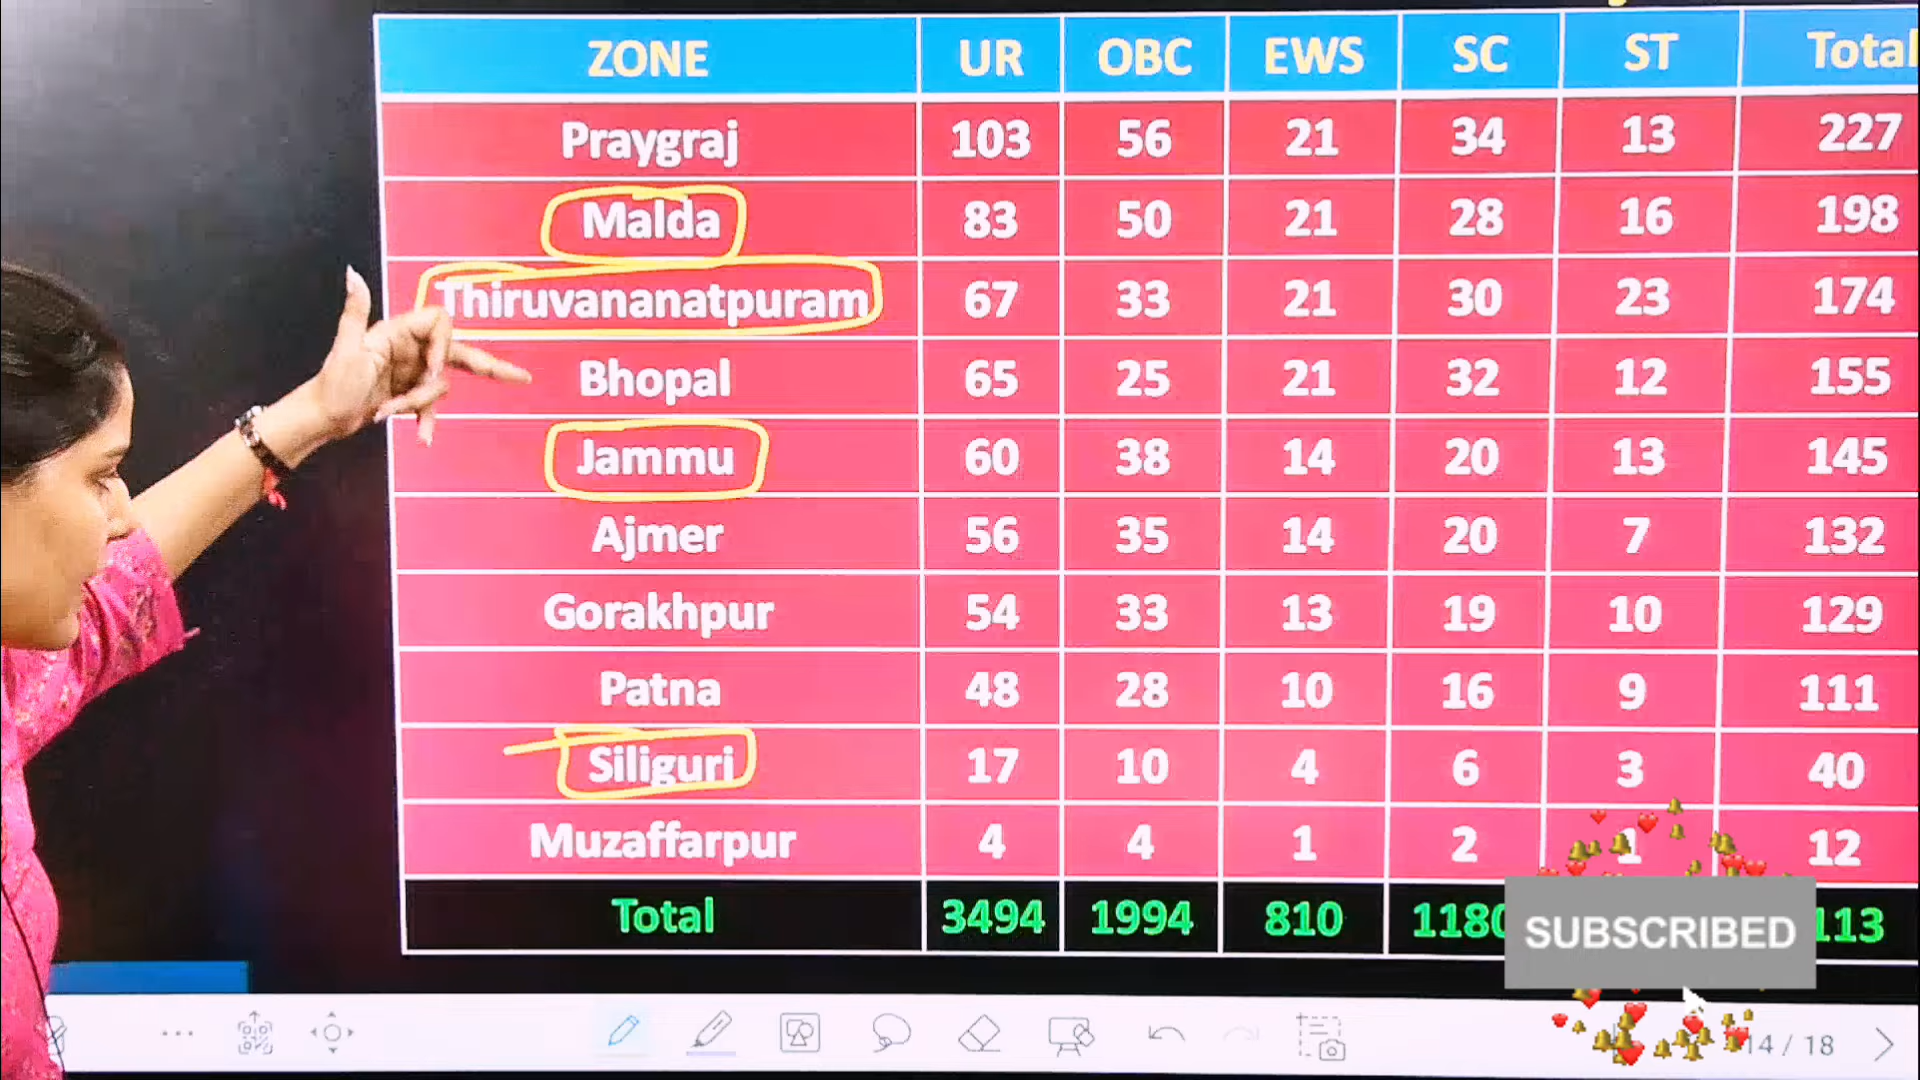 ZONE UR OBC EWS SC ST Total
Praygraj 103 56 21 34 13 227
Malda 83 50 21 28 16 198
Thiruvananatpuram 67 33 21 30 23 174
Bhopal 65 25 21 32 12 155
Jammu 60 38 14 20 13 145
Ajmer 56 35 14 20 7 132
Gorakhpur 54 33 13 19 10 129
Patna 48 28 10 16 9 111
Siliguri 17 10 4 6 3 40
Muzaffarpur 4 4 1 2 1 12
Total 3494 1994 810 1180 113
SUBSCRIBED
14 / 18